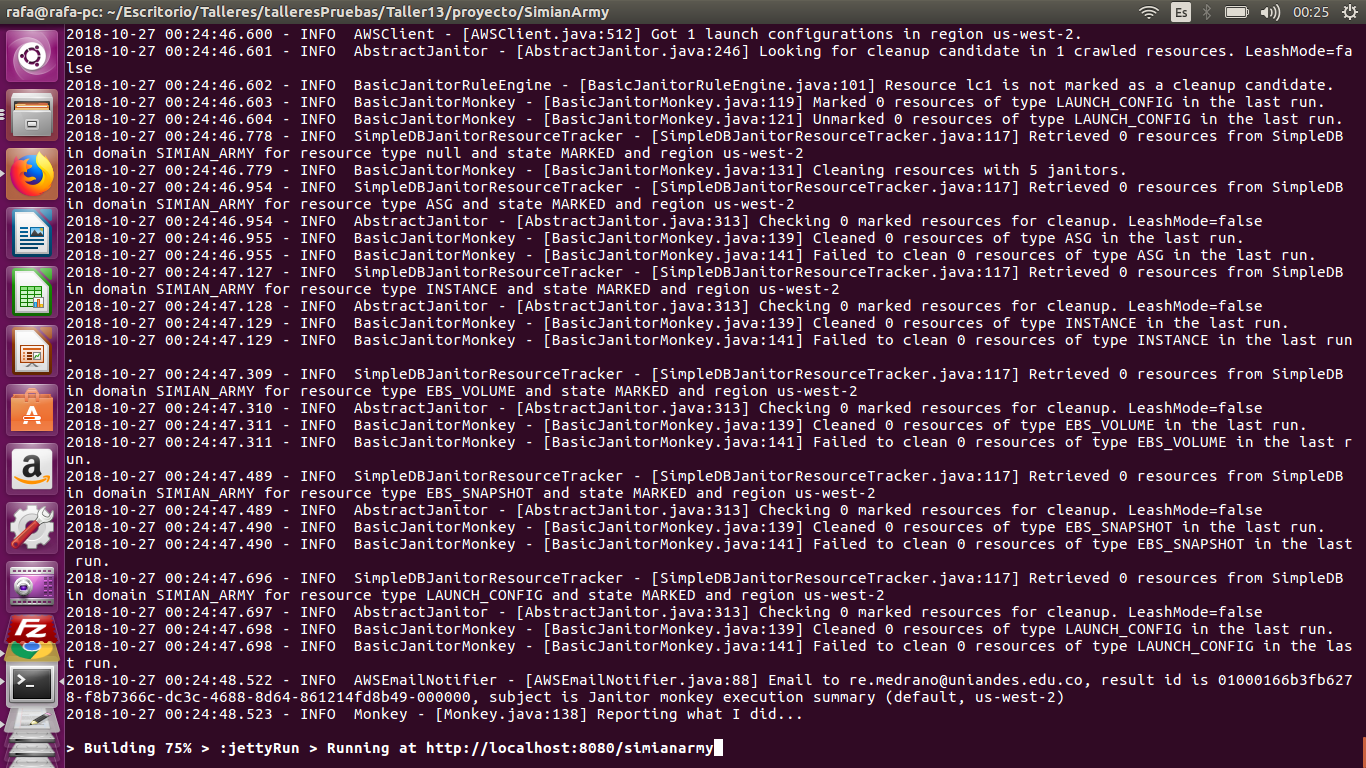 rafa@rafa-pc: ~/Escritorio/Talleres/talleresPruebas/Taller13/proyecto/SimianArmy
Es
00:25
2018-10-27 00:24:46.600 - INFO  AWSClient - [AWSClient.java:512] Got 1 launch configurations in region us-west-2.
2018-10-27 00:24:46.601 - INFO  AbstractJanitor - [AbstractJanitor.java:246] Looking for cleanup candidate in 1 crawled resources. LeashMode=fa
lse
2018-10-27 00:24:46.602 - INFO  BasicJanitorRuleEngine - [BasicJanitorRuleEngine.java:101] Resource lc1 is not marked as a cleanup candidate.
2018-10-27 00:24:46.603 - INFO  BasicJanitorMonkey - [BasicJanitorMonkey.java:119] Marked 0 resources of type LAUNCH_CONFIG in the last run.
2018-10-27 00:24:46.604 - INFO  BasicJanitorMonkey - [BasicJanitorMonkey.java:121] Unmarked 0 resources of type LAUNCH_CONFIG in the last run.
2018-10-27 00:24:46.778 - INFO  SimpleDBJanitorResourceTracker - [SimpleDBJanitorResourceTracker.java:117] Retrieved 0 resources from SimpleDB
in domain SIMIAN_ARMY for resource type null and state MARKED and region us-west-2
2018-10-27 00:24:46.779 - INFO  BasicJanitorMonkey - [BasicJanitorMonkey.java:131] Cleaning resources with 5 janitors.
2018-10-27 00:24:46.954 - INFO  SimpleDBJanitorResourceTracker - [SimpleDBJanitorResourceTracker.java:117] Retrieved 0 resources from SimpleDB
in domain SIMIAN_ARMY for resource type ASG and state MARKED and region us-west-2
2018-10-27 00:24:46.954 - INFO  AbstractJanitor - [AbstractJanitor.java:313] Checking 0 marked resources for cleanup. LeashMode=false
2018-10-27 00:24:46.955 - INFO  BasicJanitorMonkey - [BasicJanitorMonkey.java:139] Cleaned 0 resources of type ASG in the last run.
2018-10-27 00:24:46.955 - INFO  BasicJanitorMonkey - [BasicJanitorMonkey.java:141] Failed to clean 0 resources of type ASG in the last run.
2018-10-27 00:24:47.127 - INFO  SimpleDBJanitorResourceTracker - [SimpleDBJanitorResourceTracker.java:117] Retrieved 0 resources from SimpleDB
in domain SIMIAN_ARMY for resource type INSTANCE and state MARKED and region us-west-2
2018-10-27 00:24:47.128 - INFO  AbstractJanitor - [AbstractJanitor.java:313] Checking 0 marked resources for cleanup. LeashMode=false
2018-10-27 00:24:47.129 - INFO  BasicJanitorMonkey - [BasicJanitorMonkey.java:139] Cleaned 0 resources of type INSTANCE in the last run.
2018-10-27 00:24:47.129 - INFO  BasicJanitorMonkey - [BasicJanitorMonkey.java:141] Failed to clean 0 resources of type INSTANCE in the last run
.
2018-10-27 00:24:47.309 - INFO  SimpleDBJanitorResourceTracker - [SimpleDBJanitorResourceTracker.java:117] Retrieved 0 resources from SimpleDB
in domain SIMIAN_ARMY for resource type EBS_VOLUME and state MARKED and region us-west-2
2018-10-27 00:24:47.310 - INFO  AbstractJanitor - [AbstractJanitor.java:313] Checking 0 marked resources for cleanup. LeashMode=false
2018-10-27 00:24:47.311 - INFO  BasicJanitorMonkey - [BasicJanitorMonkey.java:139] Cleaned 0 resources of type EBS_VOLUME in the last run.
2018-10-27 00:24:47.311 - INFO  BasicJanitorMonkey - [BasicJanitorMonkey.java:141] Failed to clean 0 resources of type EBS_VOLUME in the last r
un.
2018-10-27 00:24:47.489 - INFO  SimpleDBJanitorResourceTracker - [SimpleDBJanitorResourceTracker.java:117] Retrieved 0 resources from SimpleDB
in domain SIMIAN_ARMY for resource type EBS_SNAPSHOT and state MARKED and region us-west-2
2018-10-27 00:24:47.489 - INFO  AbstractJanitor - [AbstractJanitor.java:313] Checking 0 marked resources for cleanup. LeashMode=false
2018-10-27 00:24:47.490 - INFO  BasicJanitorMonkey - [BasicJanitorMonkey.java:139] Cleaned 0 resources of type EBS_SNAPSHOT in the last run.
2018-10-27 00:24:47.490 - INFO  BasicJanitorMonkey - [BasicJanitorMonkey.java:141] Failed to clean 0 resources of type EBS_SNAPSHOT in the last
 run.
2018-10-27 00:24:47.696 - INFO  SimpleDBJanitorResourceTracker - [SimpleDBJanitorResourceTracker.java:117] Retrieved 0 resources from SimpleDB
in domain SIMIAN_ARMY for resource type LAUNCH_CONFIG and state MARKED and region us-west-2
2018-10-27 00:24:47.697 - INFO  AbstractJanitor - [AbstractJanitor.java:313] Checking 0 marked resources for cleanup. LeashMode=false
2018-10-27 00:24:47.698 - INFO  BasicJanitorMonkey - [BasicJanitorMonkey.java:139] Cleaned 0 resources of type LAUNCH_CONFIG in the last run.
2018-10-27 00:24:47.698 - INFO  BasicJanitorMonkey - [BasicJanitorMonkey.java:141] Failed to clean 0 resources of type LAUNCH_CONFIG in the las
t run.
2018-10-27 00:24:48.522 - INFO  AWSEmailNotifier - [AWSEmailNotifier.java:88] Email to re.medrano@uniandes.edu.co, result id is 01000166b3fb627
8-f8b7366c-dc3c-4688-8d64-861214fd8b49-000000, subject is Janitor monkey execution summary (default, us-west-2)
2018-10-27 00:24:48.523 - INFO  Monkey - [Monkey.java:138] Reporting what I did...
> Building 75% > :jettyRun > Running at http://localhost:8080/simianarmy